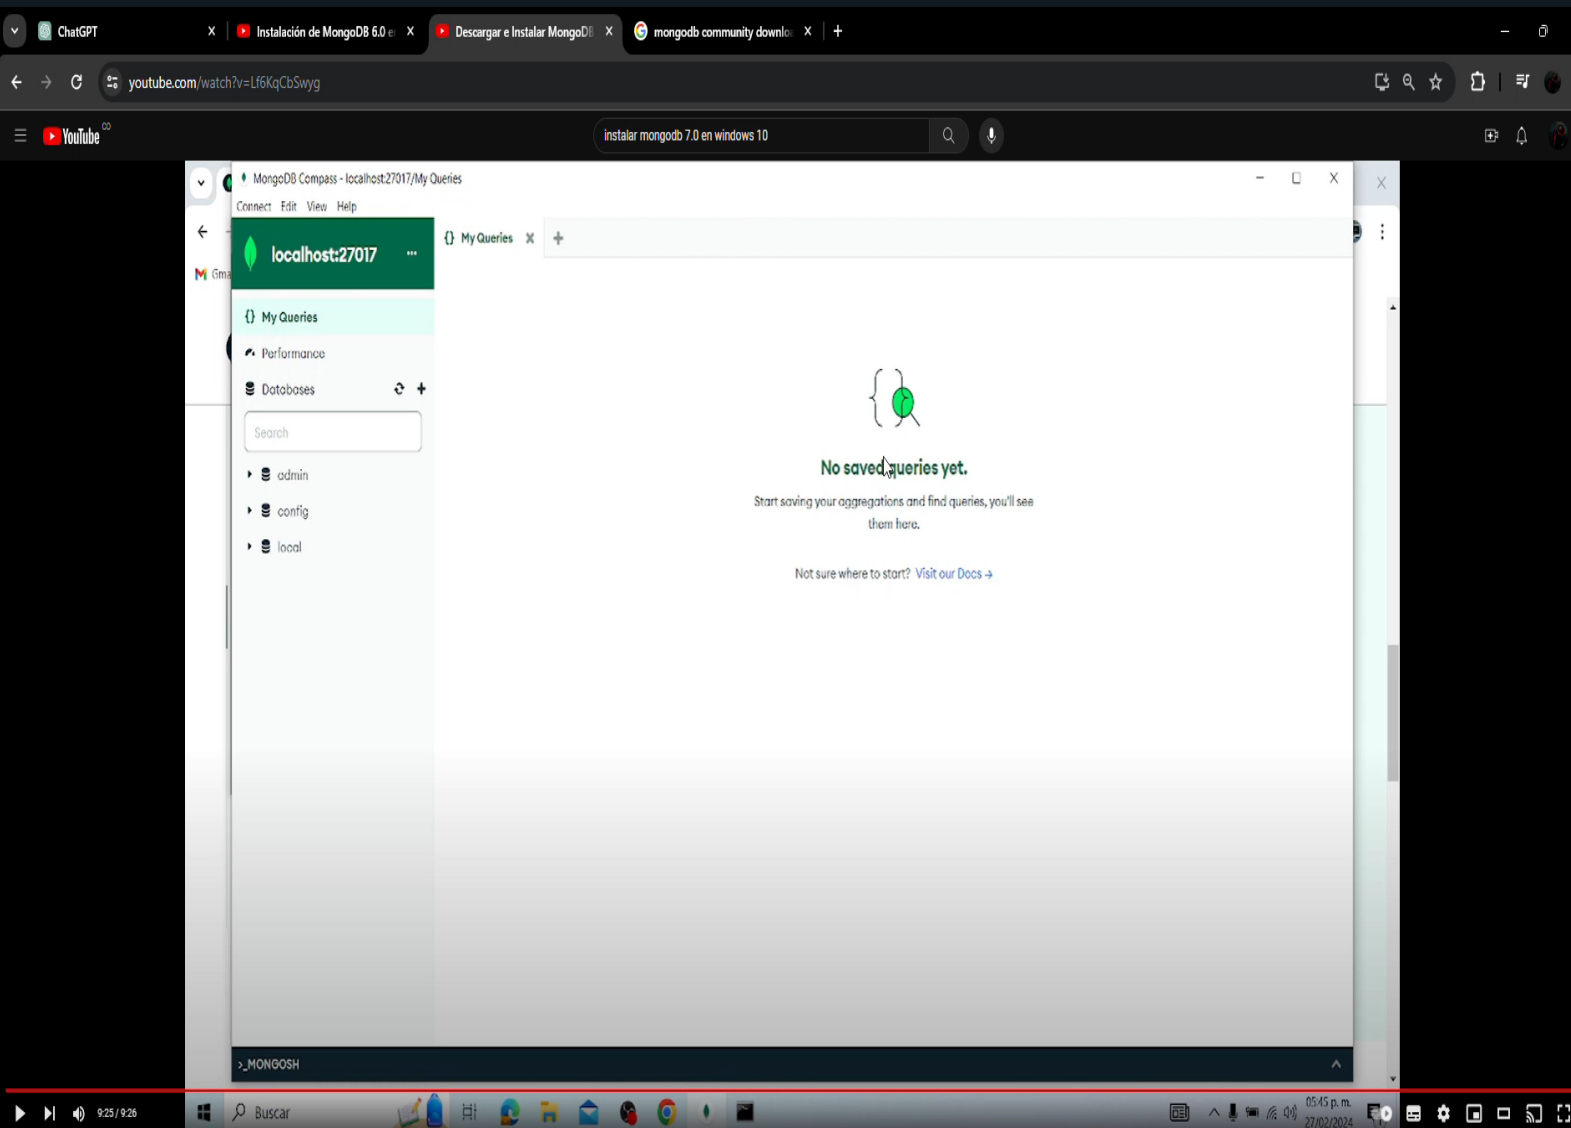 ChatGPT
Instalación de MongoDB 6.0 e
Descargar e Instalar MongoDB
mongodb community downlo
youtube.com/watch?v=Lf6KqCbSwyg
YouTube CO
instalar mongodb 7.0 en windows 10
MongoDB Compass - localhost:27017/My Queries
Connect Edit View Help
localhost:27017
{} My Queries
Gma
{} My Queries
Performance
Databases
Search
admin
config
local
No saved queries yet.
Start saving your aggregations and find queries, you'll see
them here.
Not sure where to start? Visit our Docs →
>_MONGOSH
9:25 / 9:26
Buscar
05:45 p. m.
27/02/2024